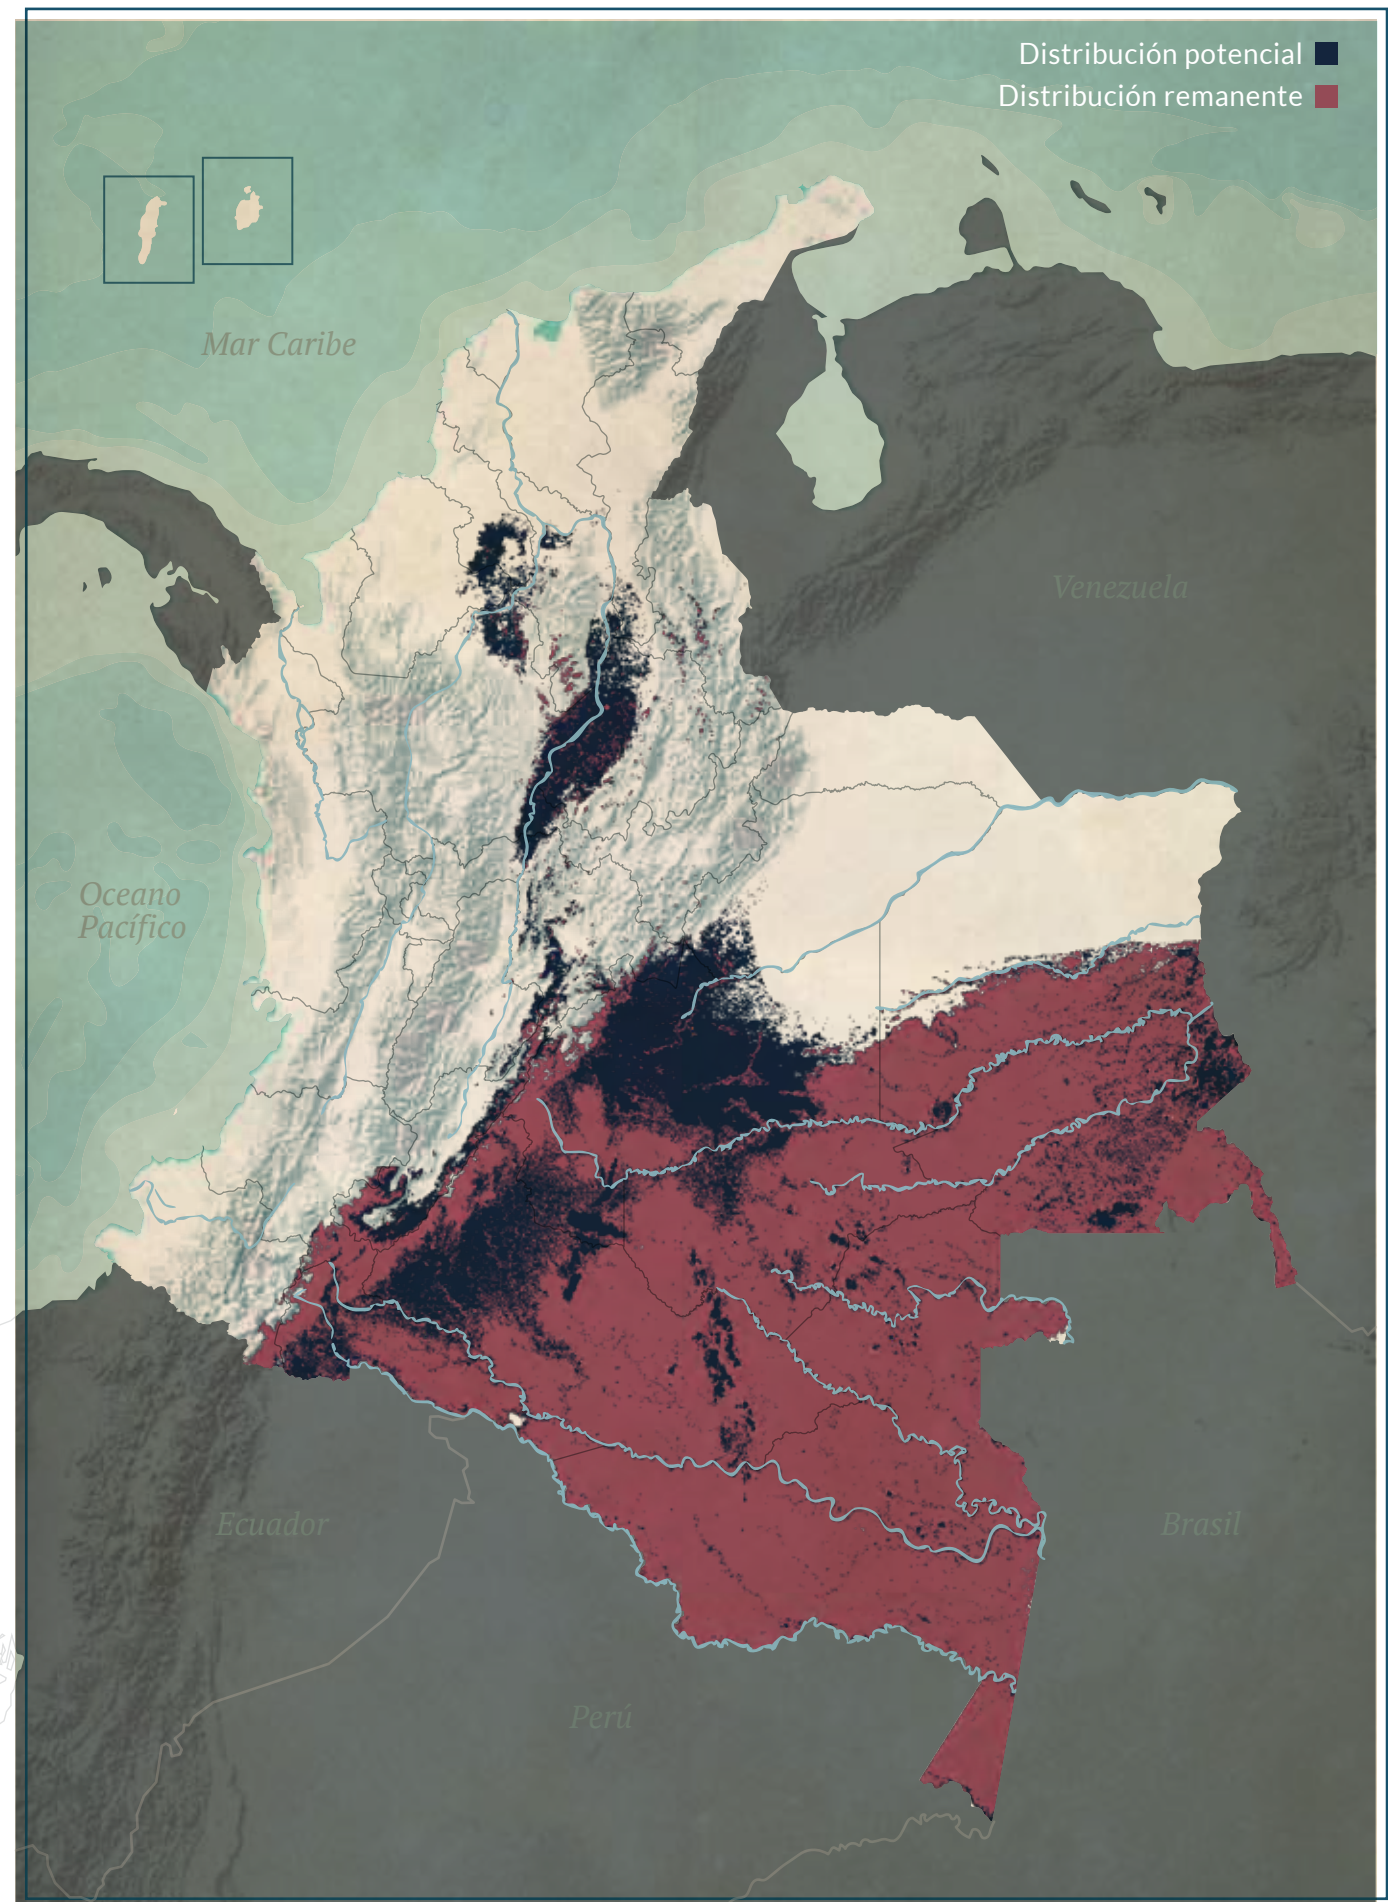 Distribución potencial
Distribución remanente
Mar Caribe
Venezuela
Oceano
Pacífico
Ecuador
Brasil
Perú